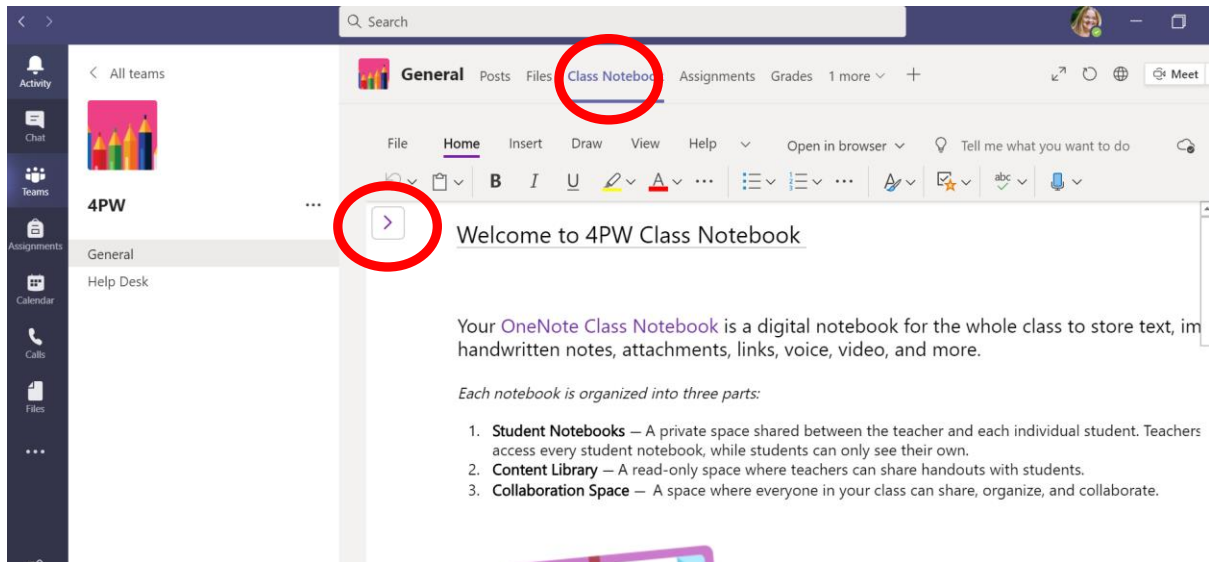 Search
Activity
Chat
Teams
Assignments
Calendar
Calls
Files
All teams
4PW
General
Help Desk
General Posts Files Class Notebook Assignments Grades 1 more
Meet
File Home Insert Draw View Help Open in browser Tell me what you want to do
B I U A abc
Welcome to 4PW Class Notebook
Your OneNote Class Notebook is a digital notebook for the whole class to store text, im
handwritten notes, attachments, links, voice, video, and more.
Each notebook is organized into three parts:
1. Student Notebooks — A private space shared between the teacher and each individual student. Teachers
access every student notebook, while students can only see their own.
2. Content Library — A read-only space where teachers can share handouts with students.
3. Collaboration Space — A space where everyone in your class can share, organize, and collaborate.